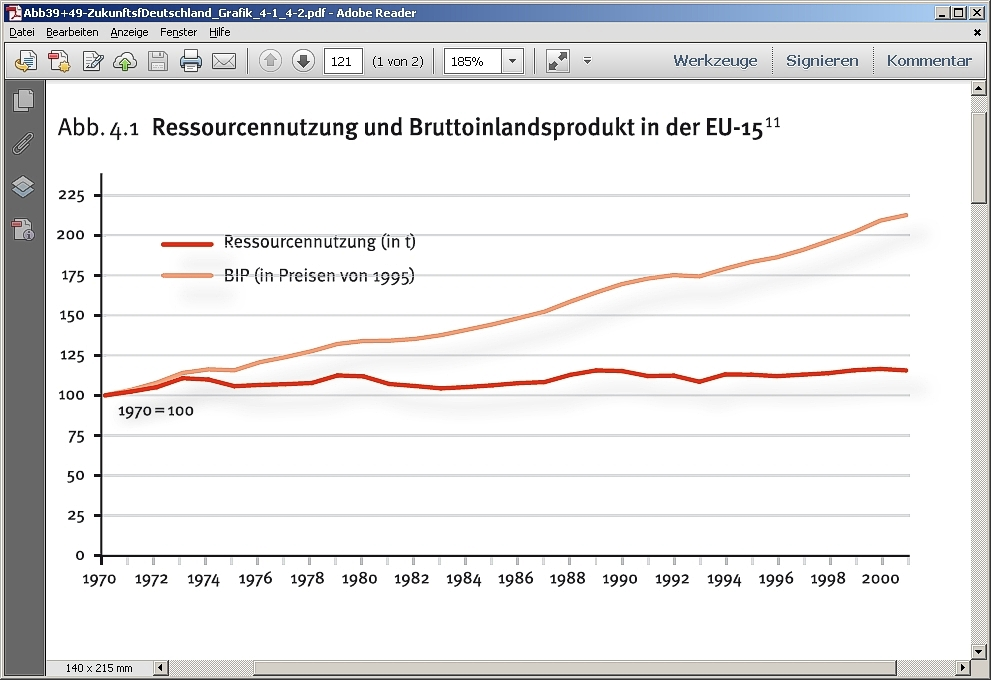 Abb39+49-ZukunftsfDeutschland_Grafik_4-1_4-2.pdf - Adobe Reader
Datei Bearbeiten Anzeige Fenster Hilfe
121 (1 von 2) 185% Werkzeuge Signieren Kommentar
Abb. 4.1 Ressourcennutzung und Bruttoinlandsprodukt in der EU-15¹¹
225
200
Ressourcennutzung (in t)
175
BIP (in Preisen von 1995)
150
125
100
1970 = 100
75
50
25
0
1970 1972 1974 1976 1978 1980 1982 1984 1986 1988 1990 1992 1994 1996 1998 2000
140 x 215 mm